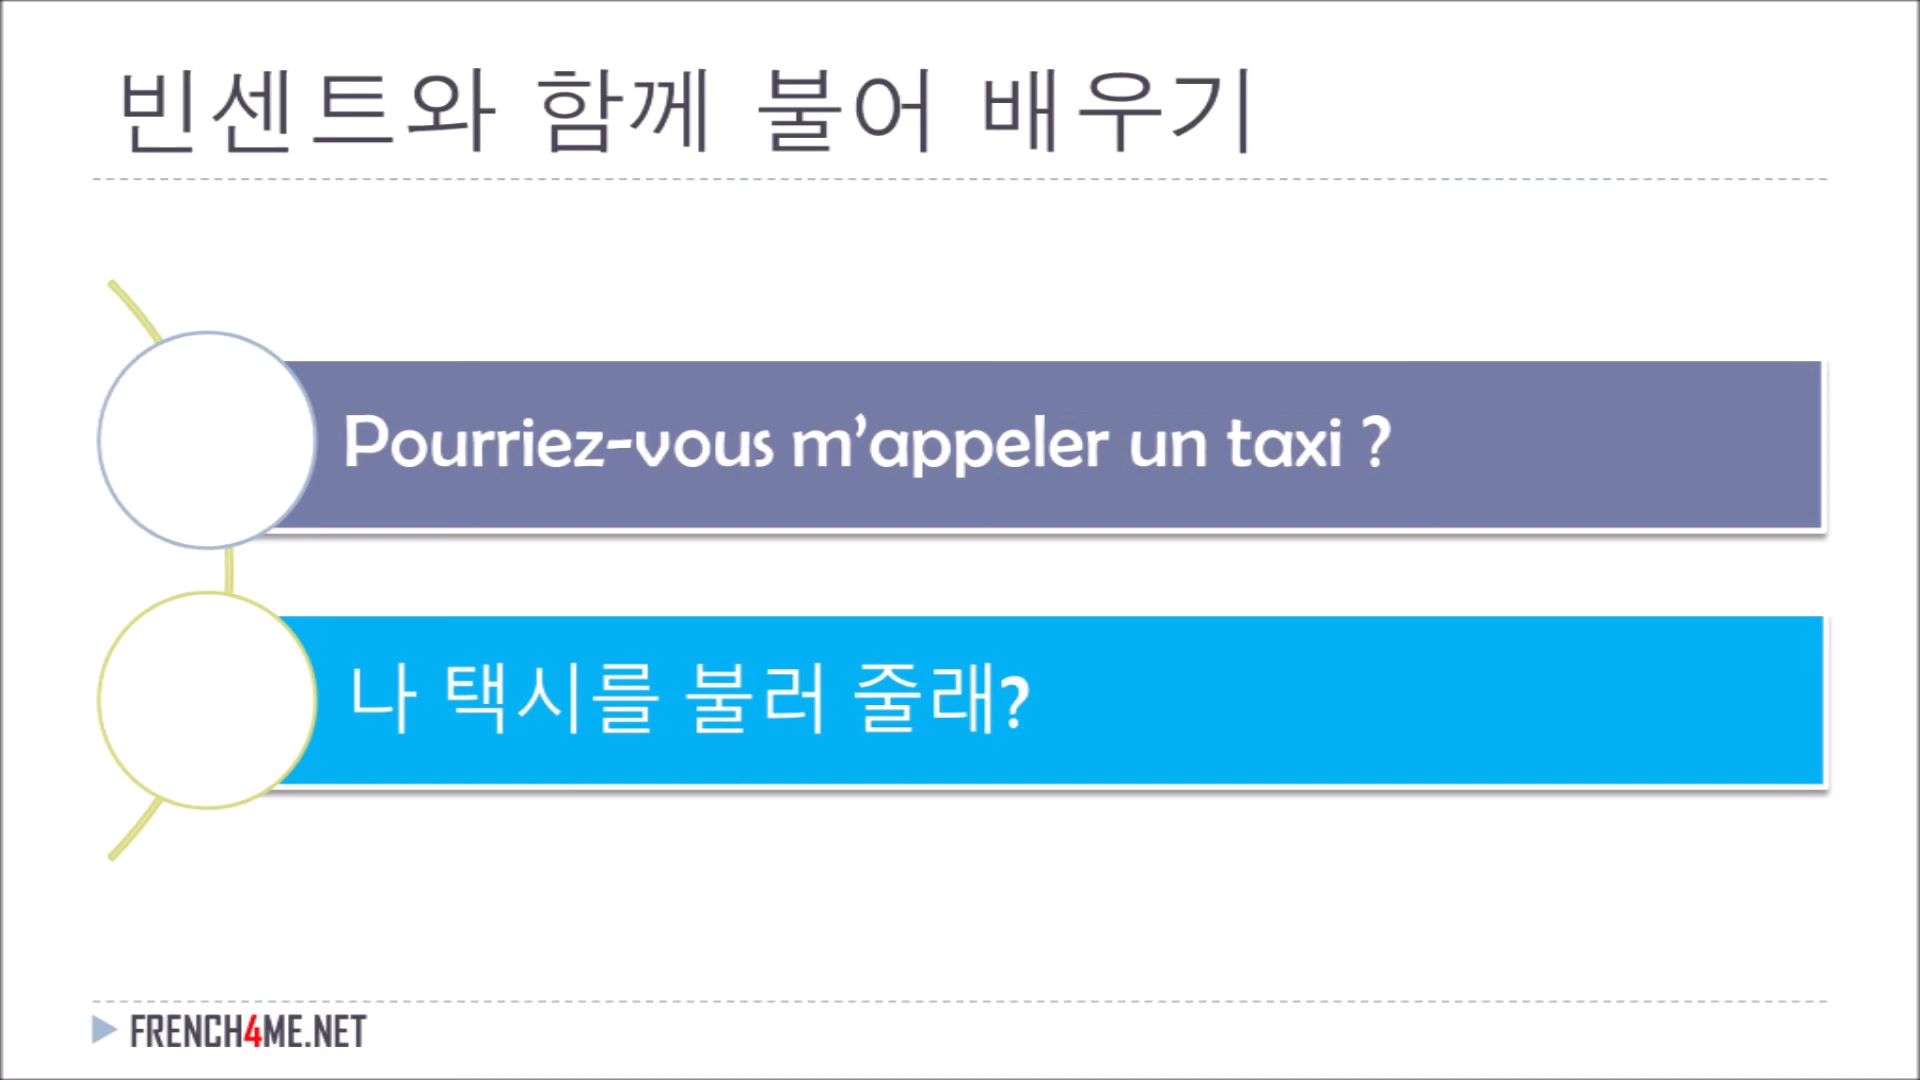 빈센트와 함께 불어 배우기
Pourriez-vous m’appeler un taxi ?
나 택시를 불러 줄래?
FRENCH4ME.NET